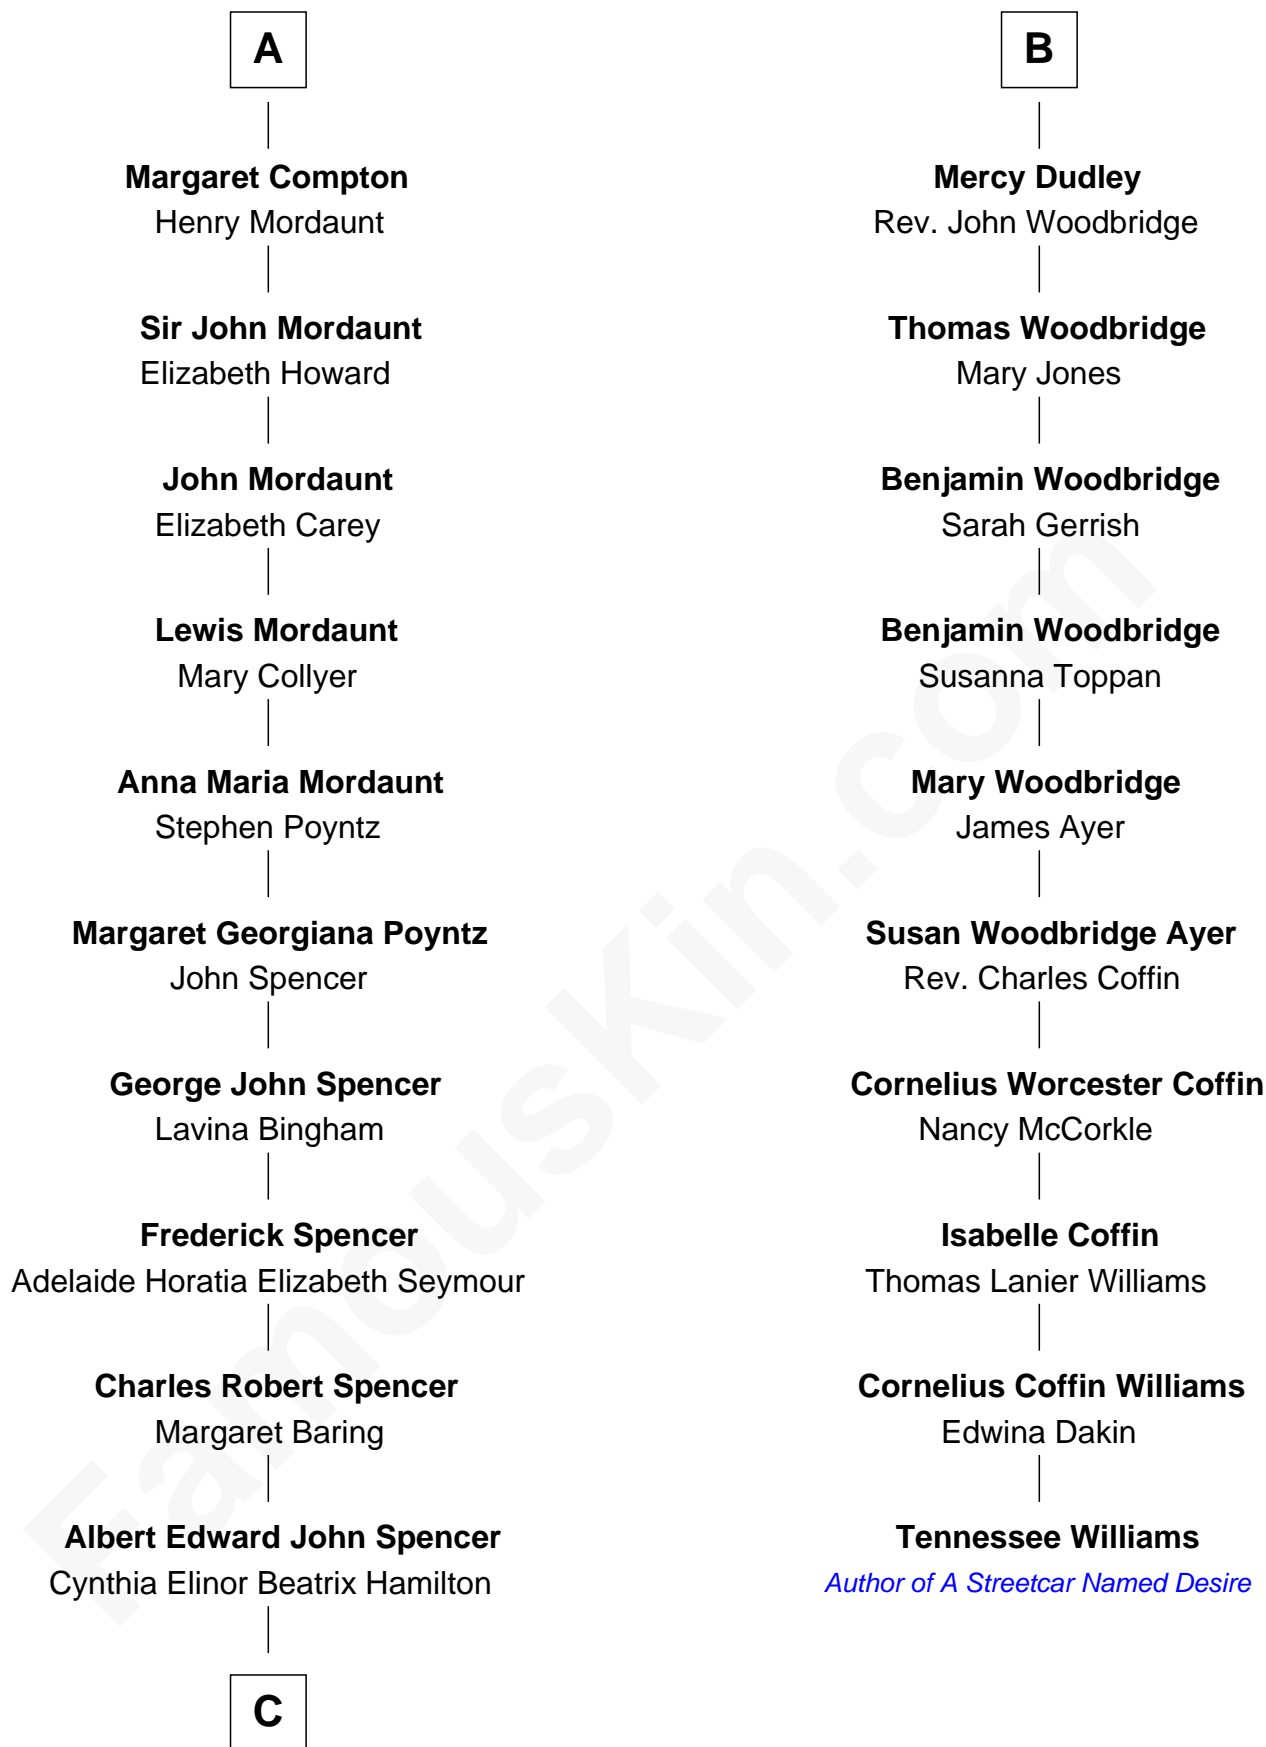 A
Margaret Compton
Henry Mordaunt
Sir John Mordaunt
Elizabeth Howard
John Mordaunt
Elizabeth Carey
Lewis Mordaunt
Mary Collyer
Anna Maria Mordaunt
Stephen Poyntz
Margaret Georgiana Poyntz
John Spencer
George John Spencer
Lavina Bingham
Frederick Spencer
Adelaide Horatia Elizabeth Seymour
Charles Robert Spencer
Margaret Baring
Albert Edward John Spencer
Cynthia Elinor Beatrix Hamilton
C
B
Mercy Dudley
Rev. John Woodbridge
Thomas Woodbridge
Mary Jones
Benjamin Woodbridge
Sarah Gerrish
Benjamin Woodbridge
Susanna Toppan
Mary Woodbridge
James Ayer
Susan Woodbridge Ayer
Rev. Charles Coffin
Cornelius Worcester Coffin
Nancy McCorkle
Isabelle Coffin
Thomas Lanier Williams
Cornelius Coffin Williams
Edwina Dakin
Tennessee Williams
Author of A Streetcar Named Desire
FamousKin.com